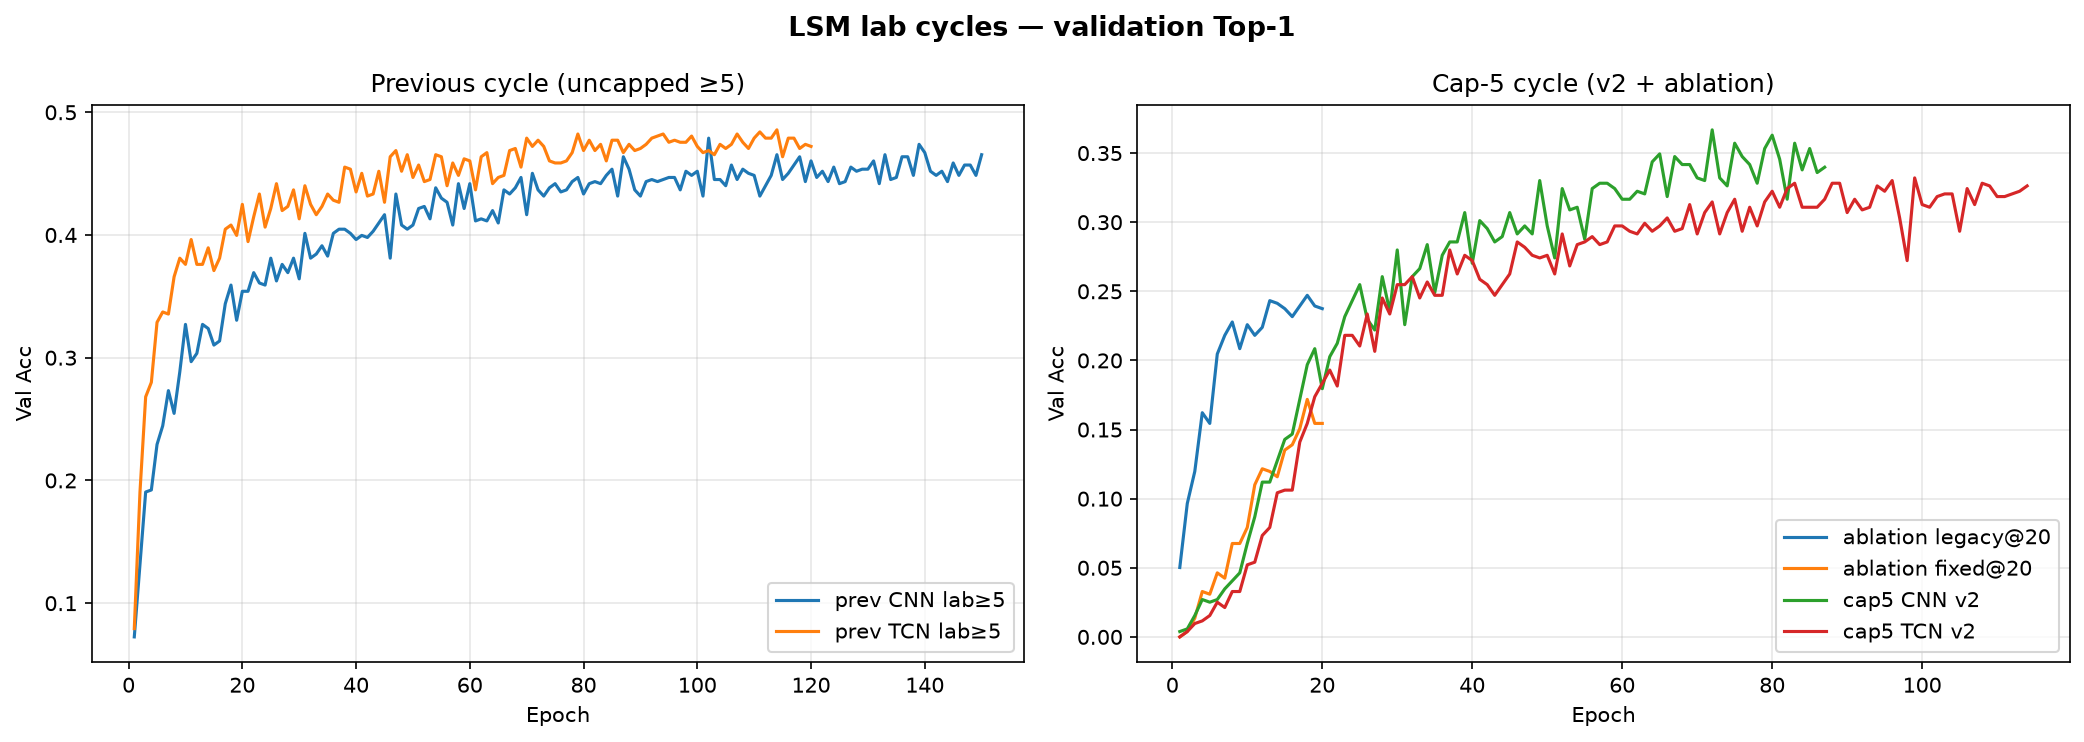 LSM lab cycles — validation Top-1
Previous cycle (uncapped ≥5)
0.5
0.4
0.3
0.2
0.1
Val Acc
0 20 40 60 80 100 120 140
Epoch
prev CNN lab≥5
prev TCN lab≥5
Cap-5 cycle (v2 + ablation)
0.35
0.30
0.25
0.20
0.15
0.10
0.05
0.00
Val Acc
0 20 40 60 80 100
Epoch
ablation legacy@20
ablation fixed@20
cap5 CNN v2
cap5 TCN v2